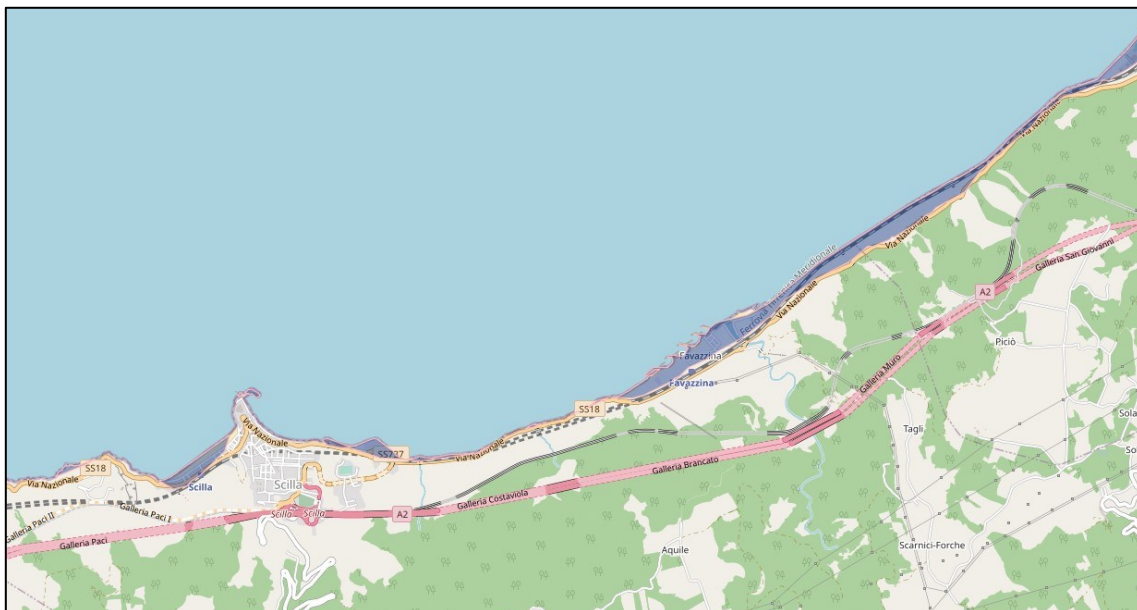 Via Nazionale
Ferrovia Tirrenica Meridionale
Via Nazionale
Galleria San Giovanni
A2
Via Nazionale
Piciò
Favazzina
Favazzina
Galleria Muro
SS18
Via Nazionale
Tagli
Sola
SS18
SS727
Via Nazionale
Galleria Brancato
Via Nazionale
Scilla
Scilla
Galleria Costaviola
Galleria Paci I
Scilla
Scilla
A2
Galleria Paci II
Galleria Paci
Aquile
Scarnici-Forche